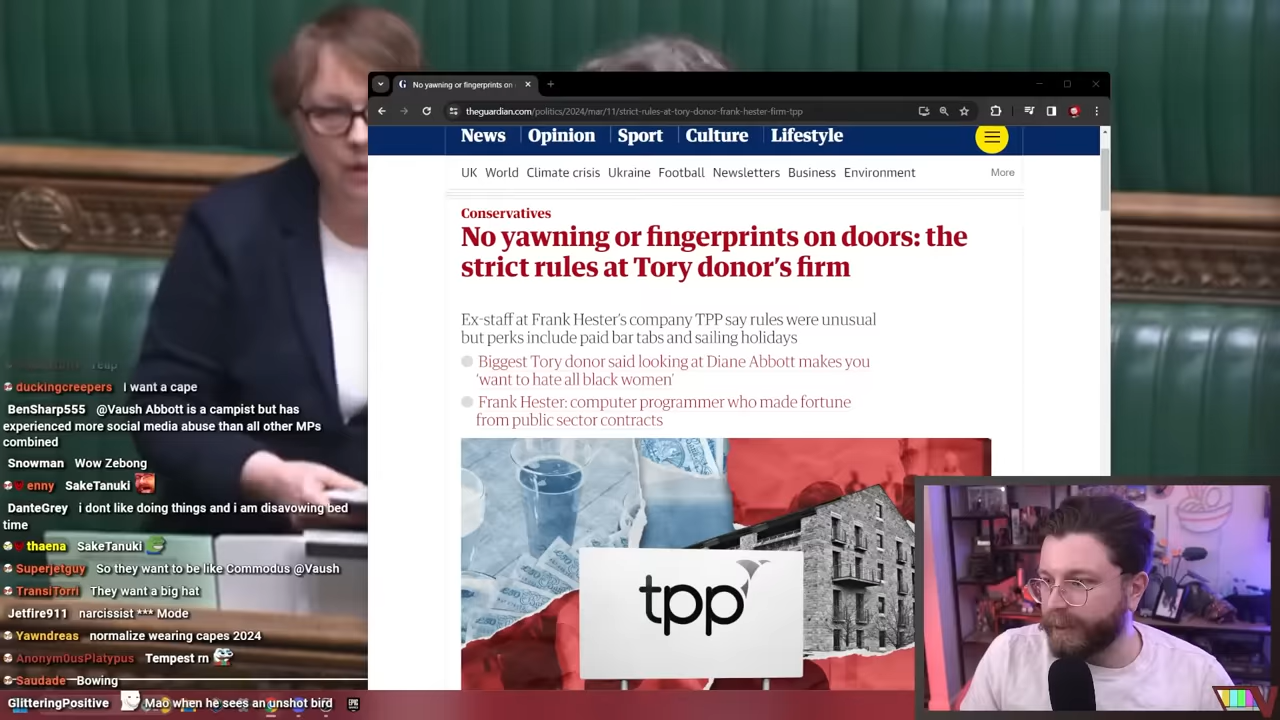 No yawning or fingerprints on
theguardian.com/politics/2024/mar/11/strict-rules-at-tory-donor-frank-hester-firm-tpp
News Opinion Sport Culture Lifestyle
UK World Climate crisis Ukraine Football Newsletters Business Environment More
Conservatives
No yawning or fingerprints on doors: the
strict rules at Tory donor's firm
Ex-staff at Frank Hester's company TPP say rules were unusual
but perks include paid bar tabs and sailing holidays
Biggest Tory donor said looking at Diane Abbott makes you
'want to hate all black women'
Frank Hester: computer programmer who made fortune
from public sector contracts
tpp
duckingcreepers I want a cape
BenSharp555 @Vaush Abbott is a campist but has
experienced more social media abuse than all other MPs
combined
Snowman Wow Zebong
enny SakeTanuki
DanteGrey i dont like doing things and i am disavowing bed
time
thaena SakeTanuki
Superjetguy So they want to be like Commodus @Vaush
TransiTorri They want a big hat
Jetfire911 narcissist *** Mode
Yawndreas normalize wearing capes 2024
Anonym0usPlatypus Tempest rn
Saudade Bowing
GlitteringPositive Mao when he sees an unshot bird